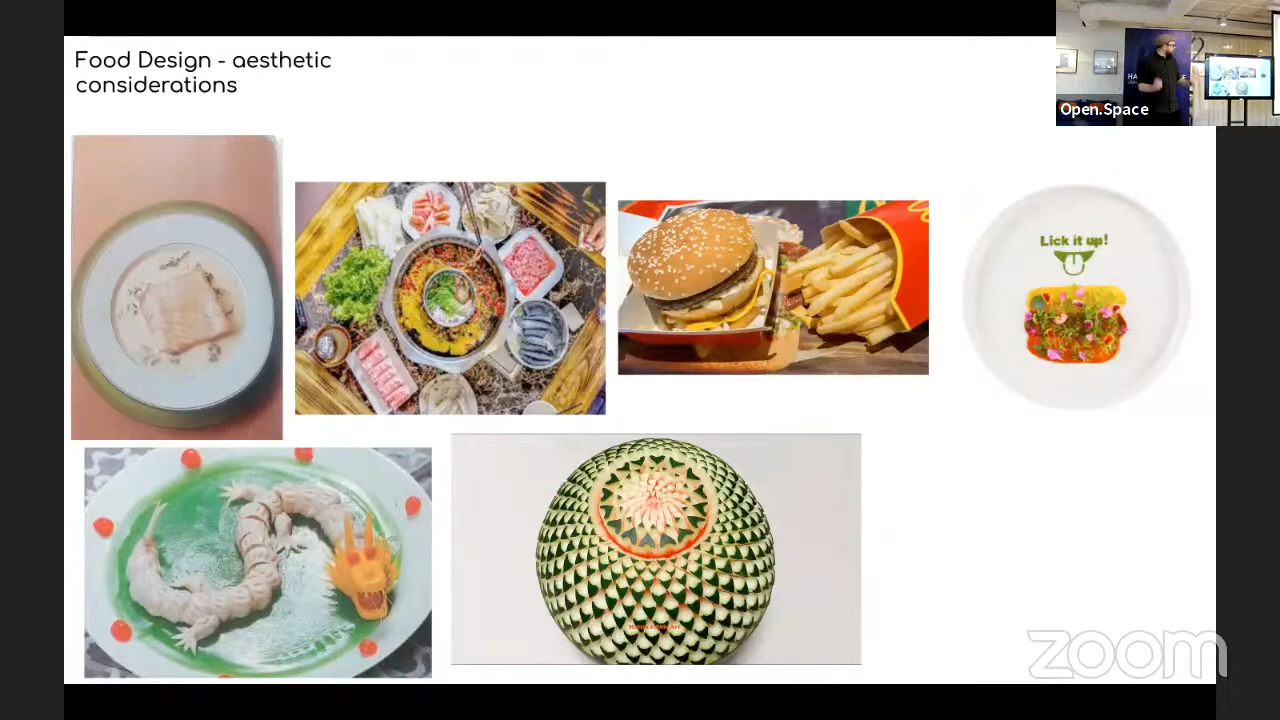 Food Design - aesthetic
considerations
Open.Space
Lick it up!
zoom